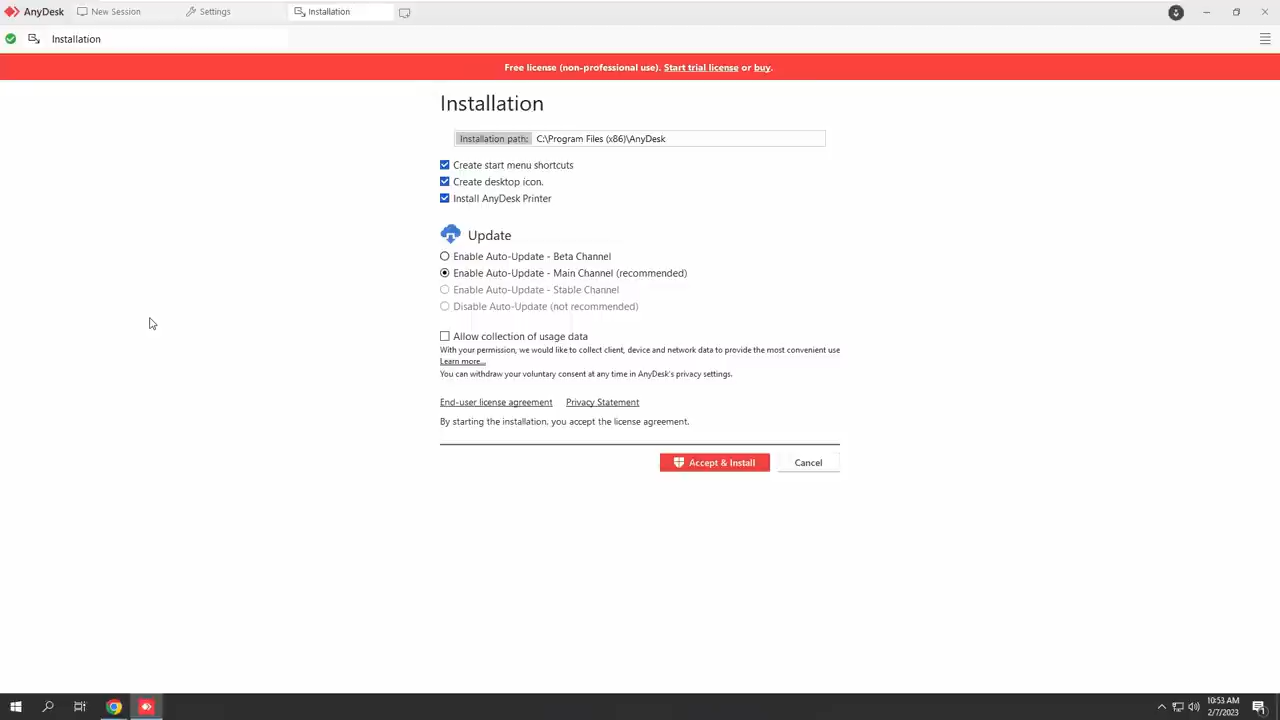 AnyDesk New Session Settings Installation
Installation
Free license (non-professional use). Start trial license or buy.
Installation
Installation path: C:\Program Files (x86)\AnyDesk
Create start menu shortcuts
Create desktop icon.
Install AnyDesk Printer
Update
Enable Auto-Update - Beta Channel
Enable Auto-Update - Main Channel (recommended)
Enable Auto-Update - Stable Channel
Disable Auto-Update (not recommended)
Allow collection of usage data
With your permission, we would like to collect client, device and network data to provide the most convenient use
Learn more...
You can withdraw your voluntary consent at any time in AnyDesk's privacy settings.
End-user license agreement Privacy Statement
By starting the installation, you accept the license agreement.
Accept & Install Cancel
10:53 AM
2/7/2023
1